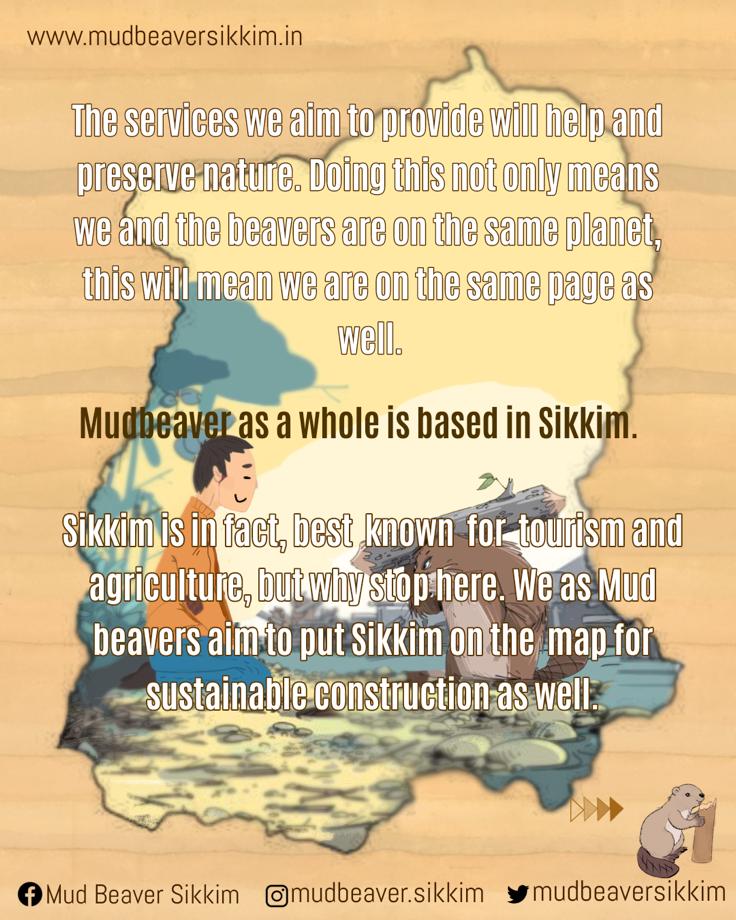 www.mudbeaversikkim.in
The services we aim to provide will help and
preserve nature. Doing this not only means
we and the beavers are on the same planet,
this will mean we are on the same page as
well.
Mudbeaver as a whole is based in Sikkim.
Sikkim is in fact, best known for tourism and
agriculture, but why stop here. We as Mud
beavers aim to put Sikkim on the map for
sustainable construction as well.
Mud Beaver Sikkim mudbeaver.sikkim mudbeaversikkim